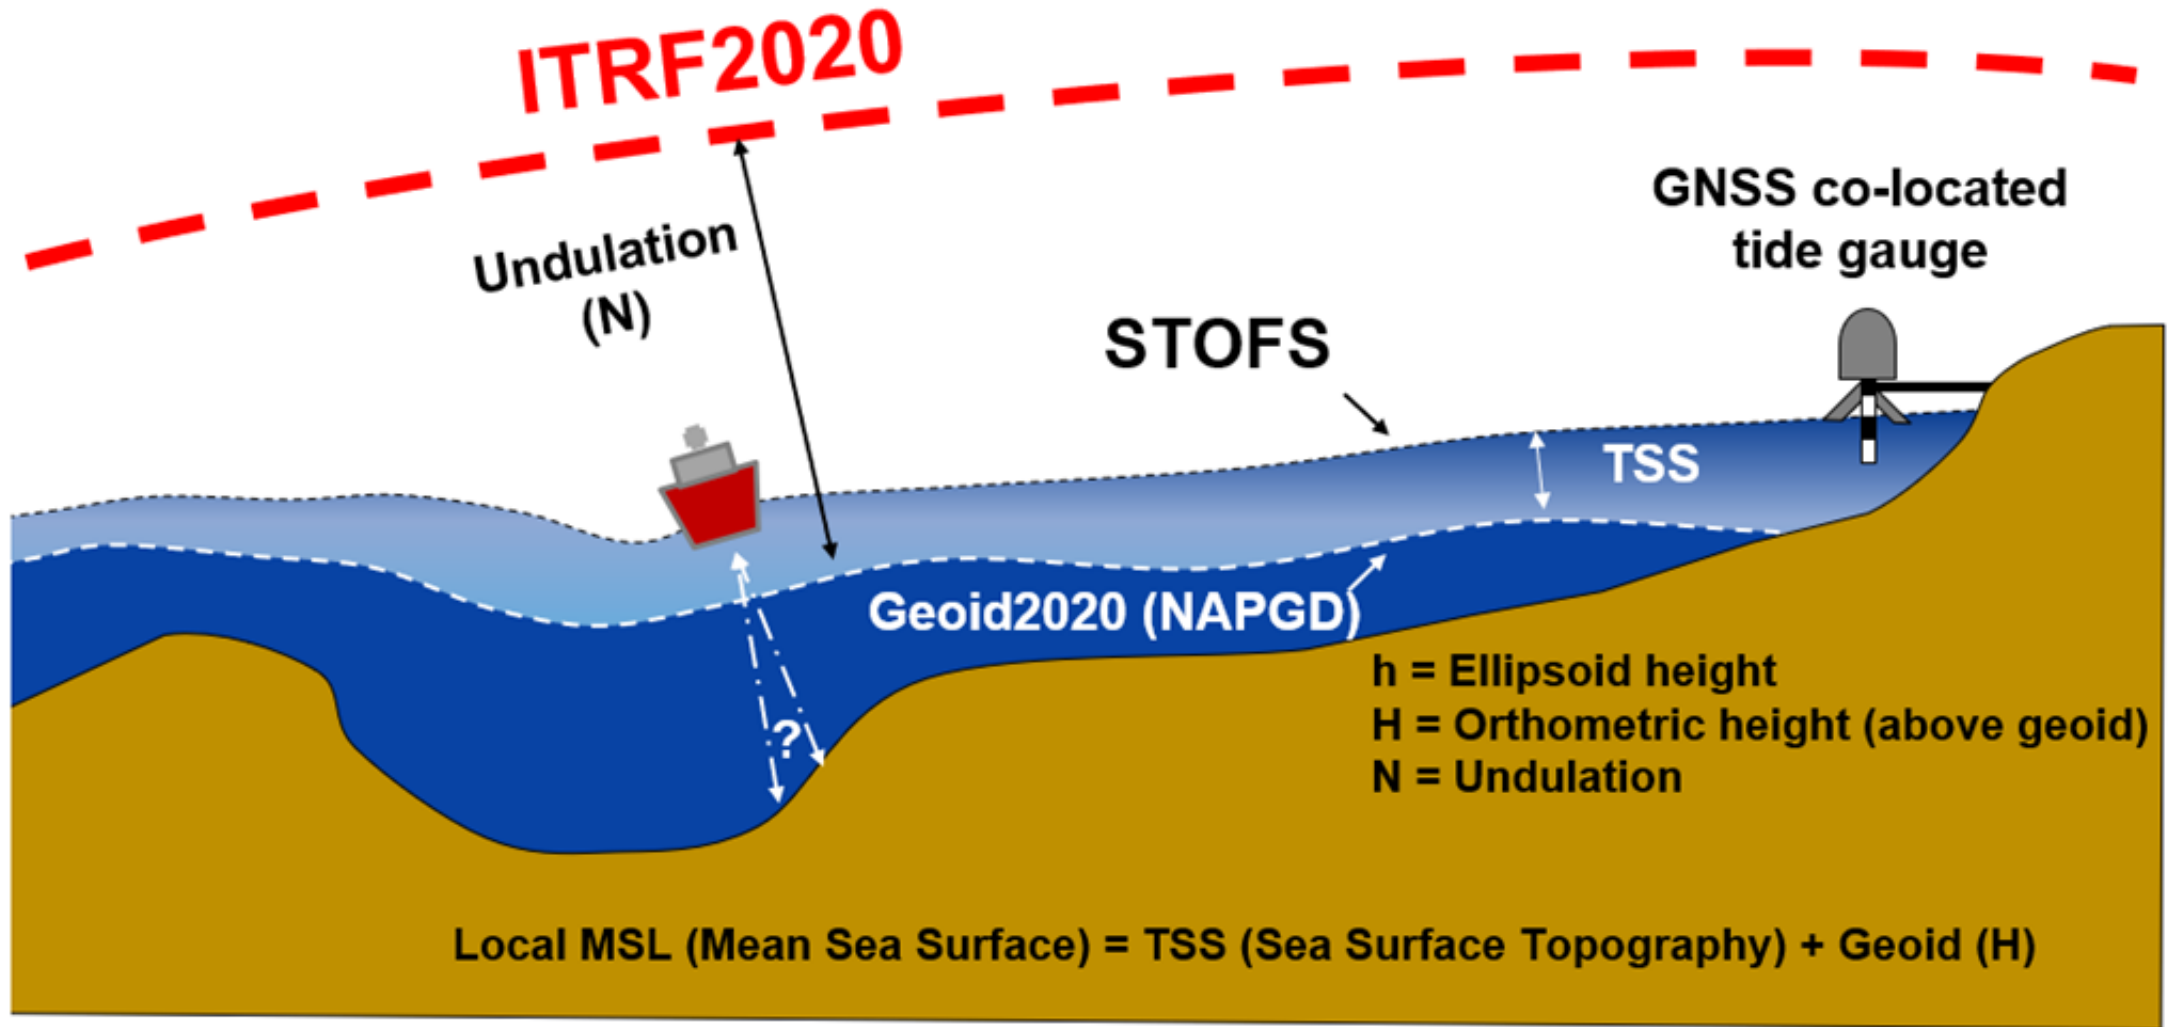 ITRF2020
Undulation
(N)
GNSS co-located
tide gauge
STOFS
TSS
Geoid2020 (NAPGD)
?
h = Ellipsoid height
H = Orthometric height (above geoid)
N = Undulation
Local MSL (Mean Sea Surface) = TSS (Sea Surface Topography) + Geoid (H)